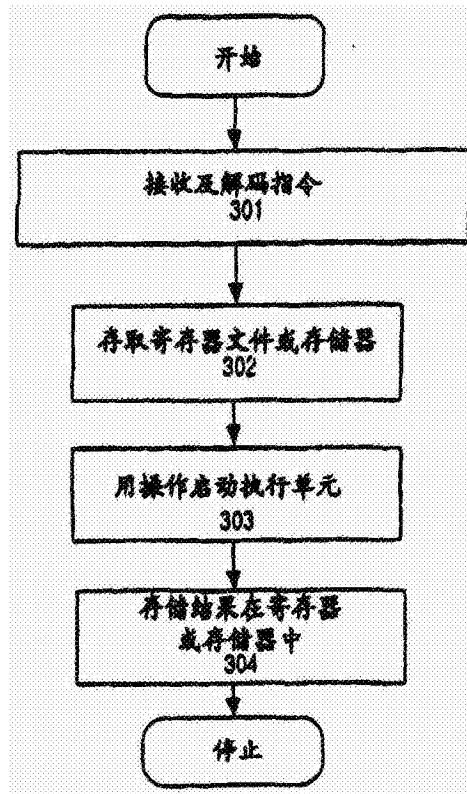 开始
接收及解码指令
301
存取寄存器文件或存储器
302
用操作启动执行单元
303
存储结果在寄存器
或存储器中
304
停止